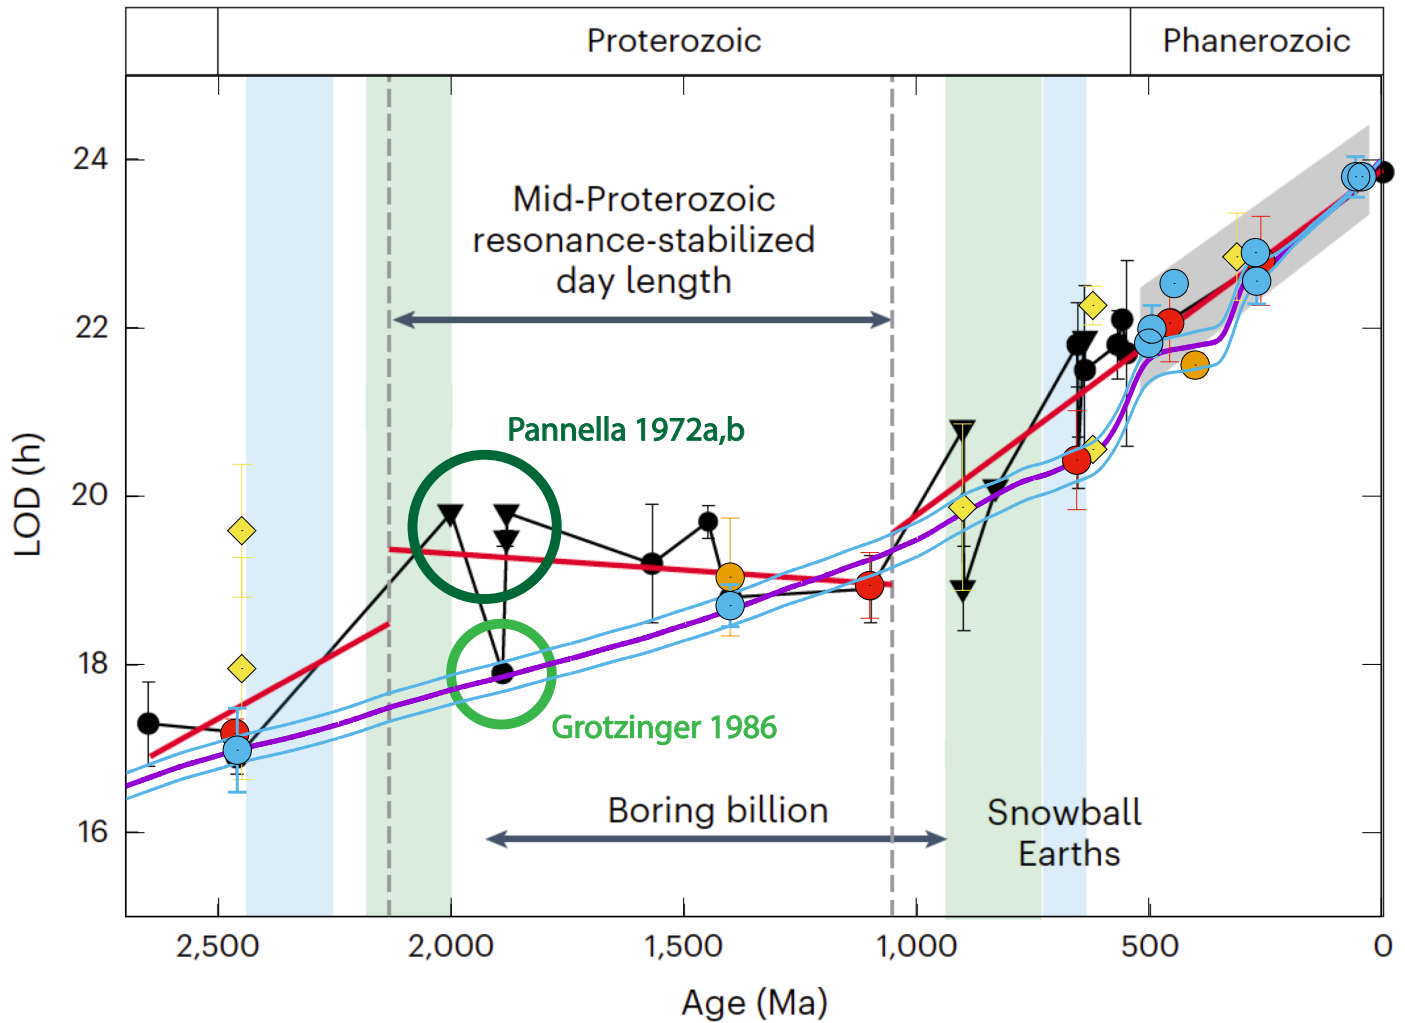 Proterozoic
Phanerozoic
24
22
20
18
16
LOD (h)
Mid-Proterozoic
resonance-stabilized
day length
Pannella 1972a,b
Grotzinger 1986
Boring billion
Snowball
Earths
2,500
2,000
1,500
1,000
500
0
Age (Ma)